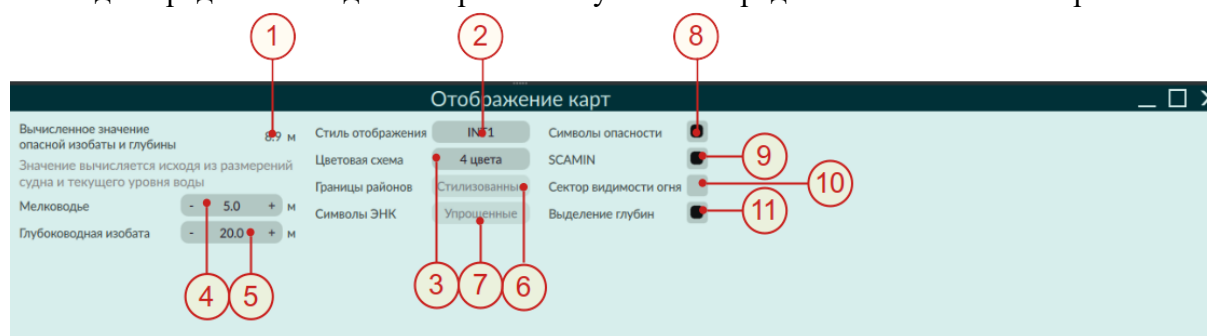 1 2 8
Отображение карт
Вычисленное значение
опасной изобаты и глубины 8.9 м
Значение вычисляется исходя из размерений
судна и текущего уровня воды
Мелководье - 5.0 + м
Глубоководная изобата - 20.0 + м
Стиль отображения INT1
Цветовая схема 4 цвета
Границы районов Стилизованны
Символы ЭНК Упрощенные
Символы опасности
SCAMIN 9
Сектор видимости огня 10
Выделение глубин 11
4 5 3 7 6